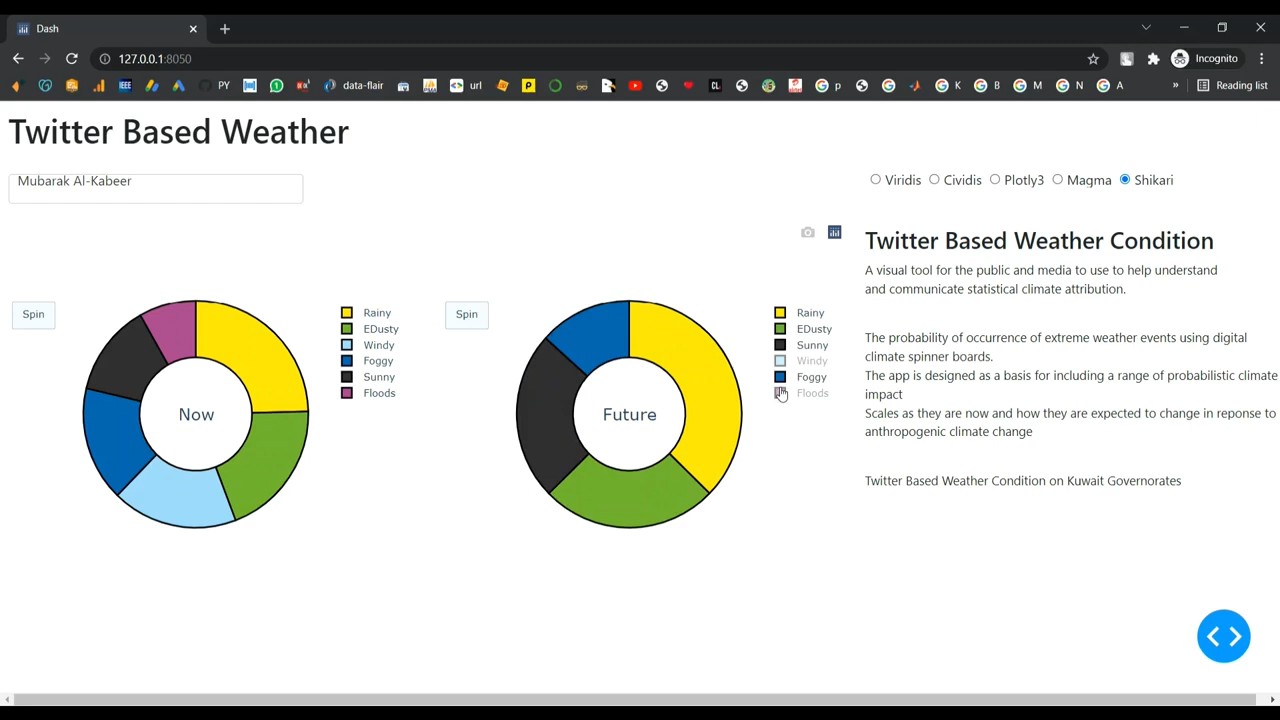 Dash
127.0.0.1:8050
Incognito
PY
data-flair
url
p
K
B
M
N
A
»
Reading list
Twitter Based Weather
Mubarak Al-Kabeer
Viridis
Cividis
Plotly3
Magma
Shikari
Spin
Now
Rainy
EDusty
Windy
Foggy
Sunny
Floods
Spin
Future
Rainy
EDusty
Sunny
Windy
Foggy
Floods
Twitter Based Weather Condition
A visual tool for the public and media to use to help understand
and communicate statistical climate attribution.
The probability of occurrence of extreme weather events using digital
climate spinner boards.
The app is designed as a basis for including a range of probabilistic climate
impact
Scales as they are now and how they are expected to change in reponse to
anthropogenic climate change
Twitter Based Weather Condition on Kuwait Governorates